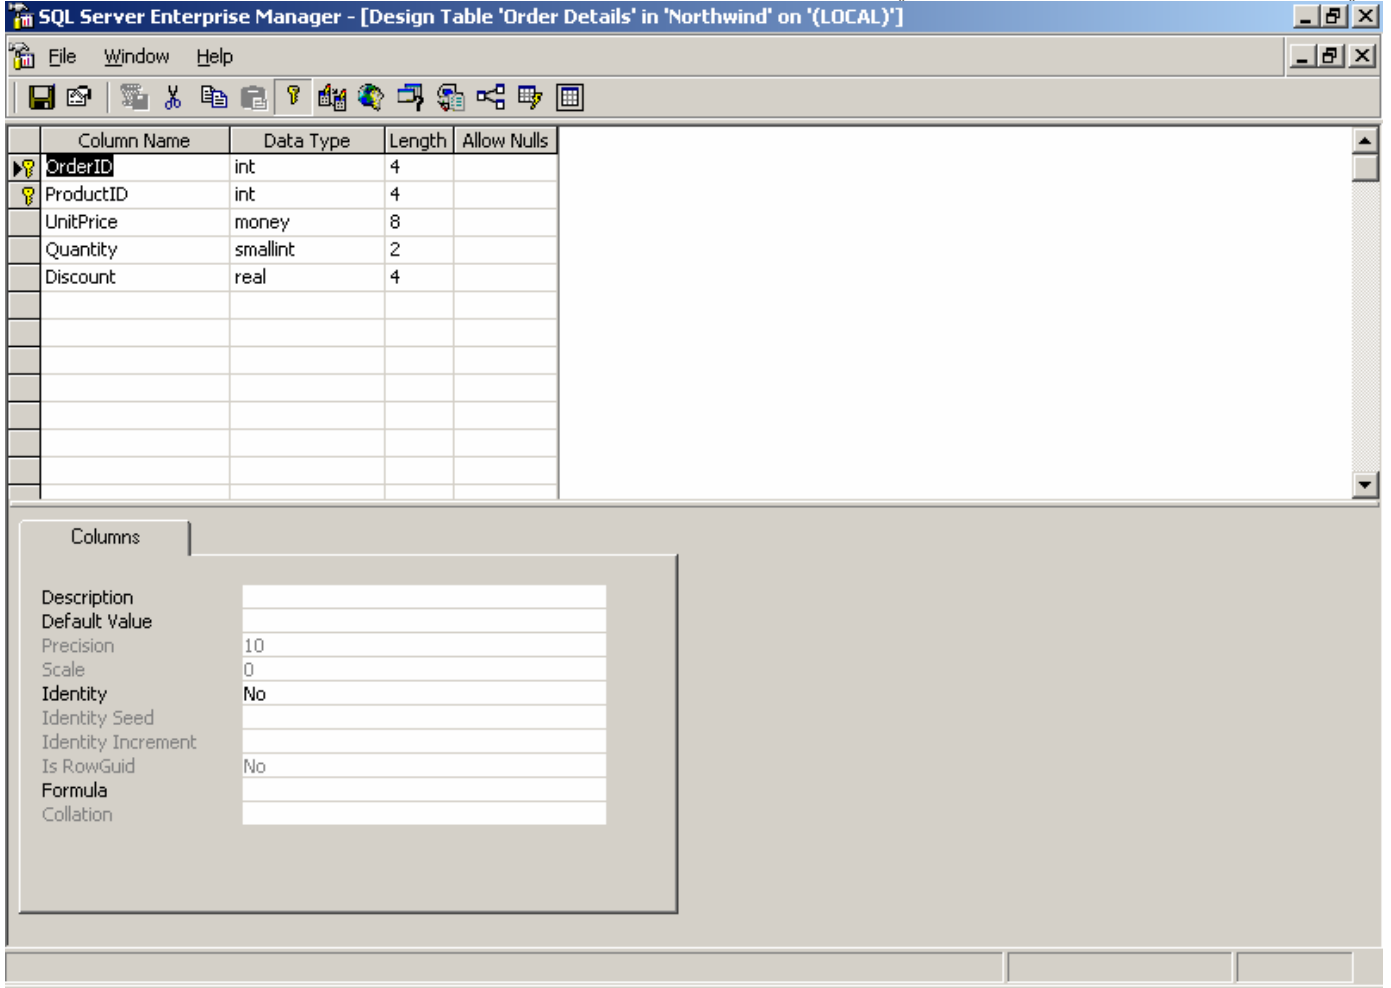 SQL Server Enterprise Manager - [Design Table 'Order Details' in 'Northwind' on '(LOCAL)']
File Window Help
Column Name Data Type Length Allow Nulls
OrderID int 4
ProductID int 4
UnitPrice money 8
Quantity smallint 2
Discount real 4
Columns
Description
Default Value
Precision 10
Scale 0
Identity No
Identity Seed
Identity Increment
Is RowGuid No
Formula
Collation